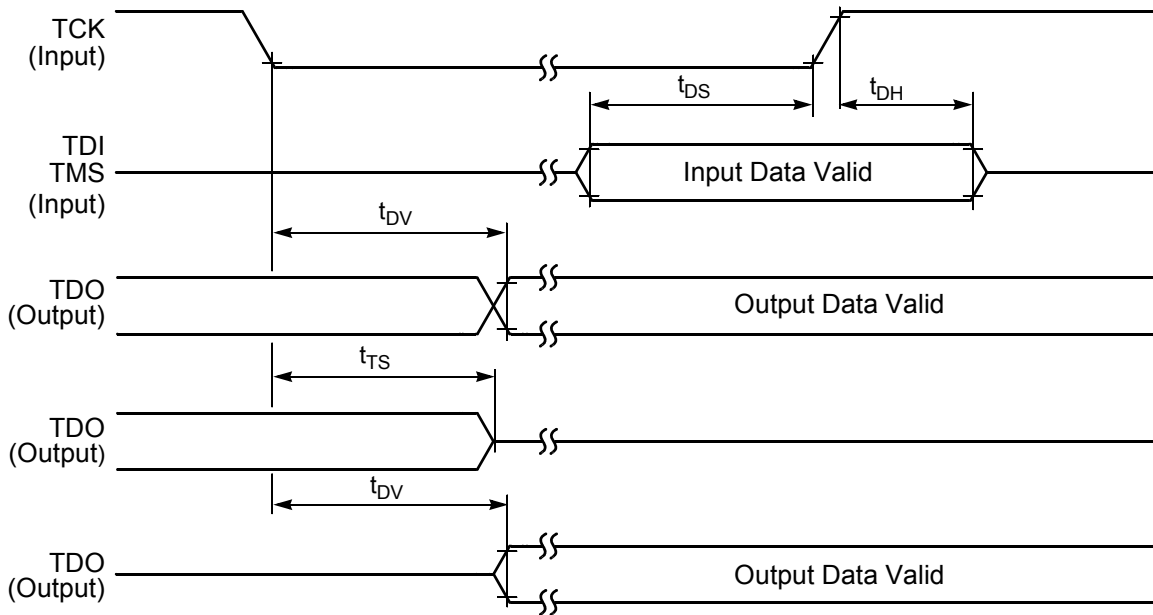 TCK
(Input)
tDS
tDH
TDI
TMS
(Input)
Input Data Valid
tDV
TDO
(Output)
Output Data Valid
tTS
TDO
(Output)
tDV
TDO
(Output)
Output Data Valid